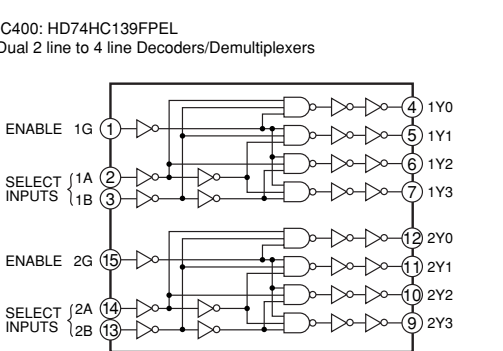 C400: HD74HC139FPEL
Dual 2 line to 4 line Decoders/Demultiplexers
4 1Y0
ENABLE 1G 1
5 1Y1
6 1Y2
SELECT INPUTS
1A 2
1B 3
7 1Y3
12 2Y0
ENABLE 2G 15
11 2Y1
10 2Y2
SELECT INPUTS
2A 14
2B 13
9 2Y3